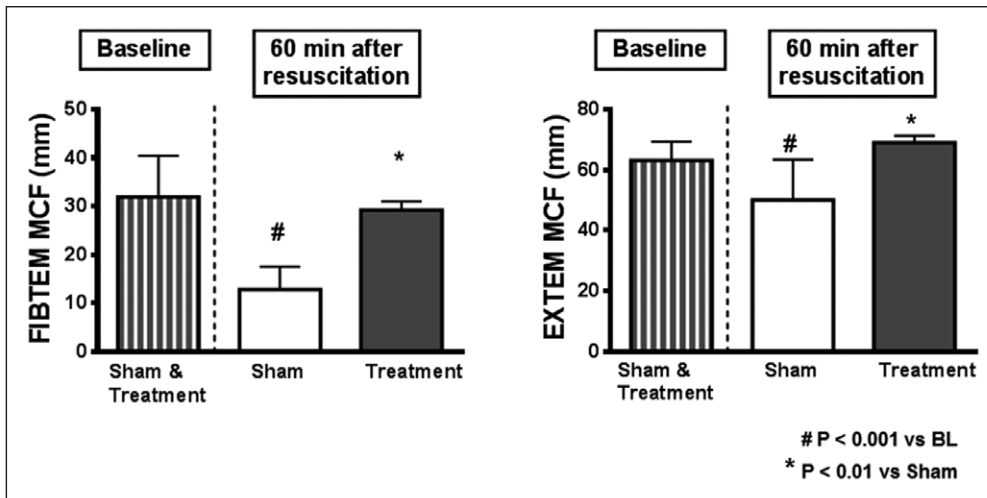 Baseline
60 min after
resuscitation
FIBTEM MCF (mm)
50
40
30
20
10
0
Sham &
Treatment
Sham
Treatment
#
*
Baseline
60 min after
resuscitation
EXTEM MCF (mm)
80
60
40
20
0
Sham &
Treatment
Sham
Treatment
#
*
# P < 0.001 vs BL
* P < 0.01 vs Sham